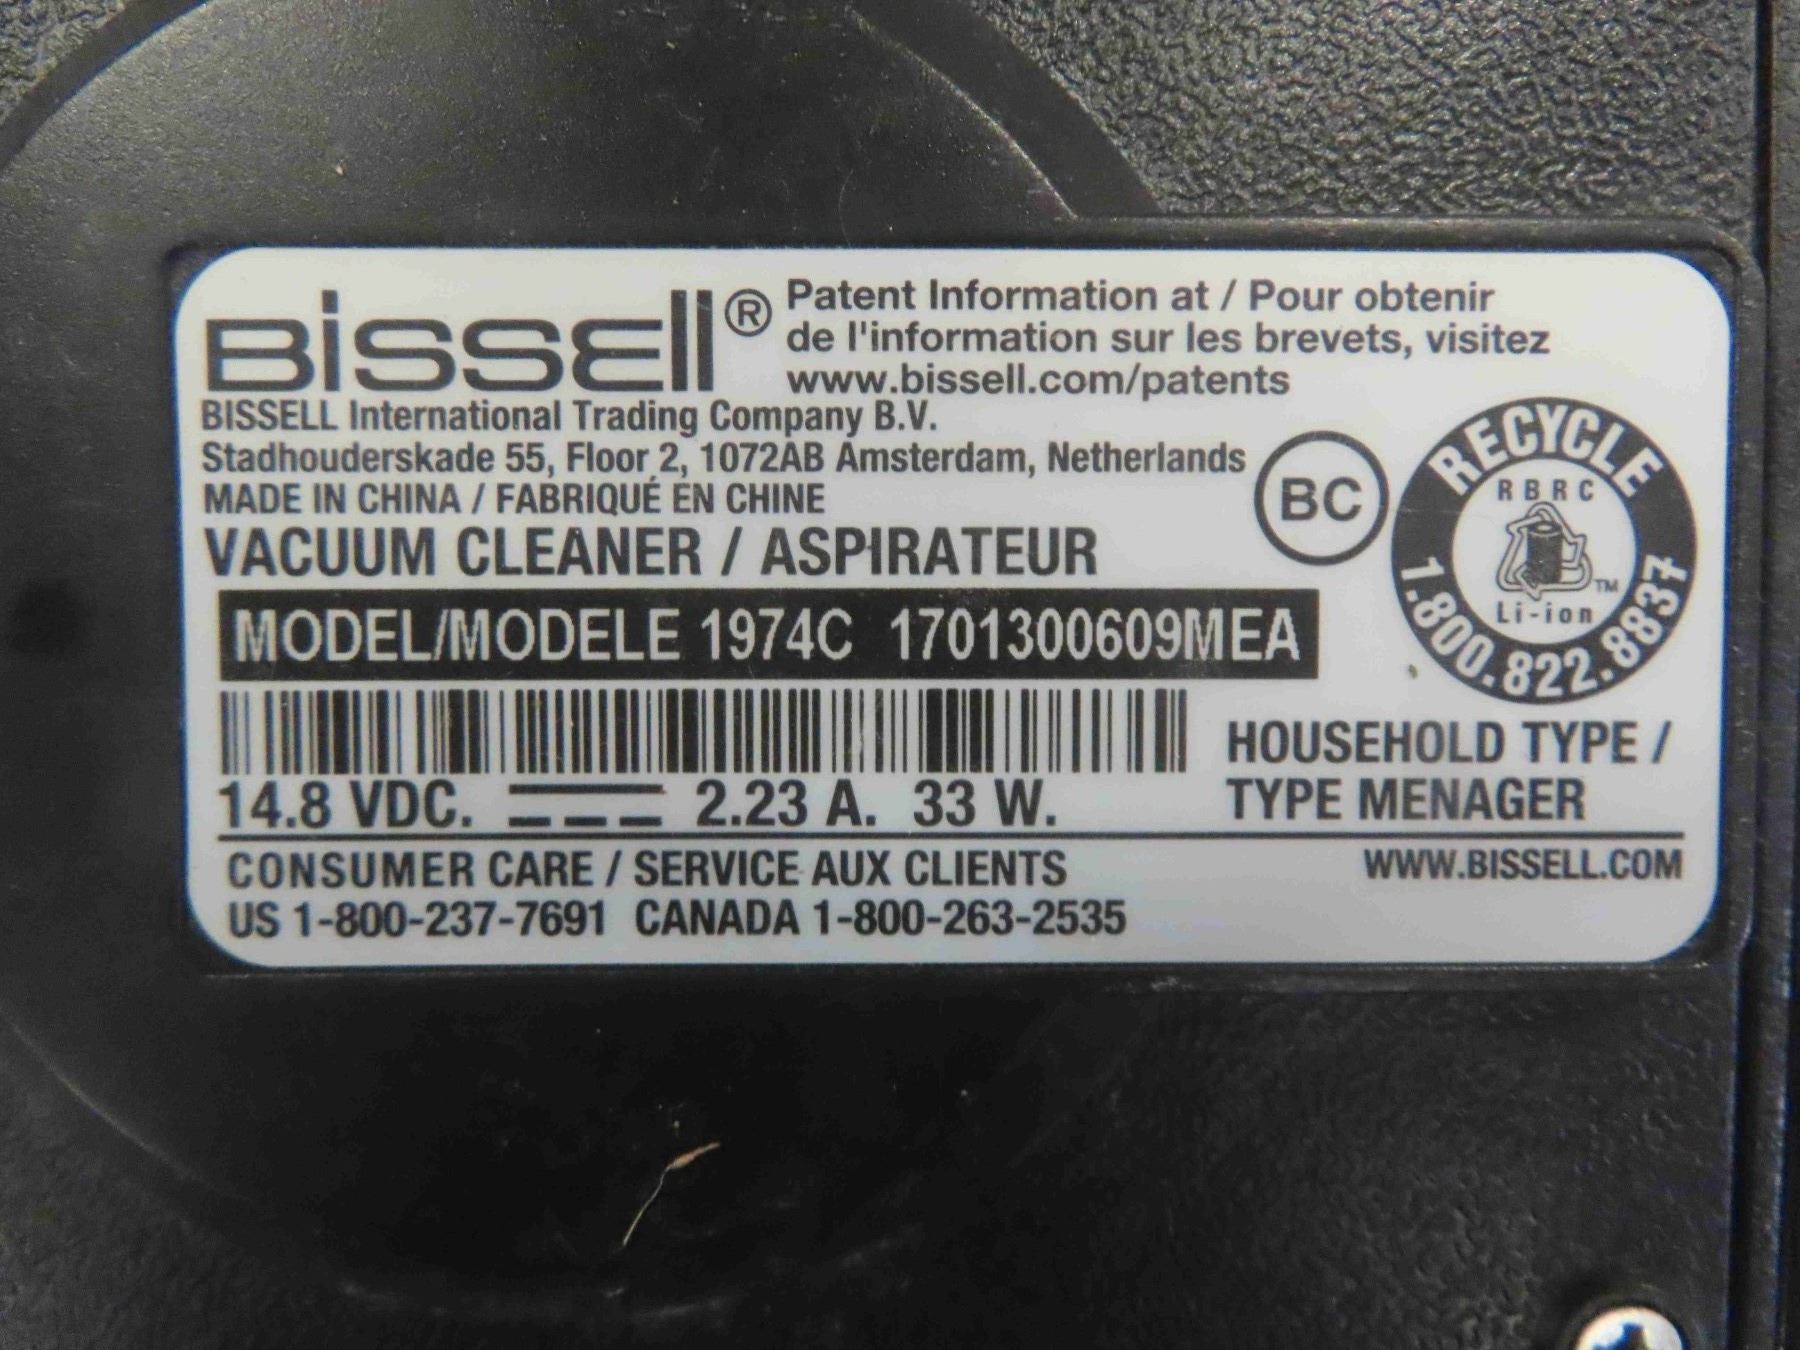 BISSELL®
Patent Information at / Pour obtenir
de l'information sur les brevets, visitez
www.bissell.com/patents
BISSELL International Trading Company B.V.
Stadhouderskade 55, Floor 2, 1072AB Amsterdam, Netherlands
MADE IN CHINA / FABRIQUÉ EN CHINE
VACUUM CLEANER / ASPIRATEUR
BC
RECYCLE
RBRC
TM
Li-ion
1.800.822.8837
MODEL/MODELE 1974C 1701300609MEA
HOUSEHOLD TYPE /
TYPE MENAGER
14.8 VDC. 2.23 A. 33 W.
CONSUMER CARE / SERVICE AUX CLIENTS
WWW.BISSELL.COM
US 1-800-237-7691 CANADA 1-800-263-2535